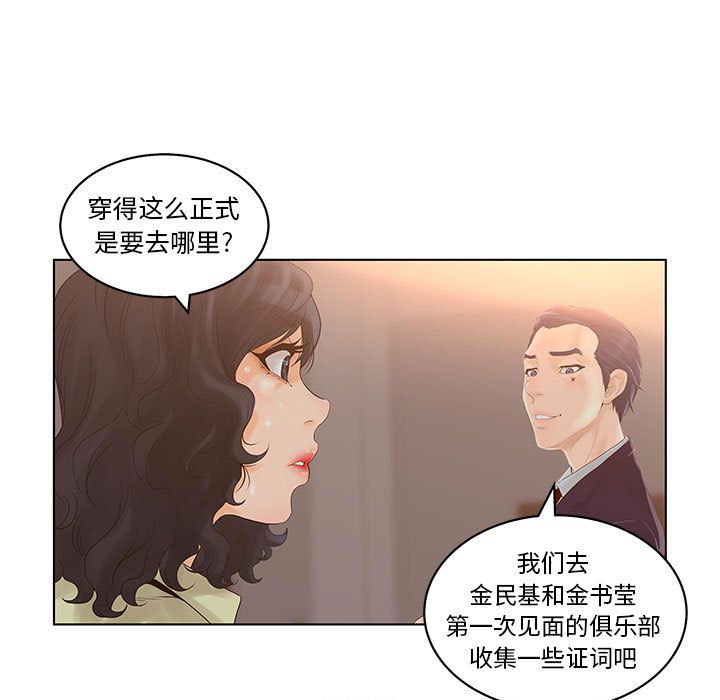 穿得这么正式
是要去哪里?
我们去
金民基和金书莹
第一次见面的俱乐部
收集一些证词吧